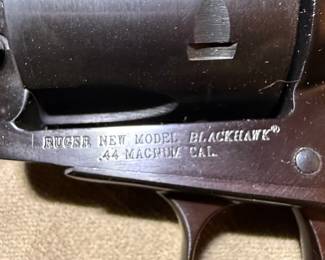 RUGER NEW MODEL BLACKHAWK®
.44 MAGNUM CAL.